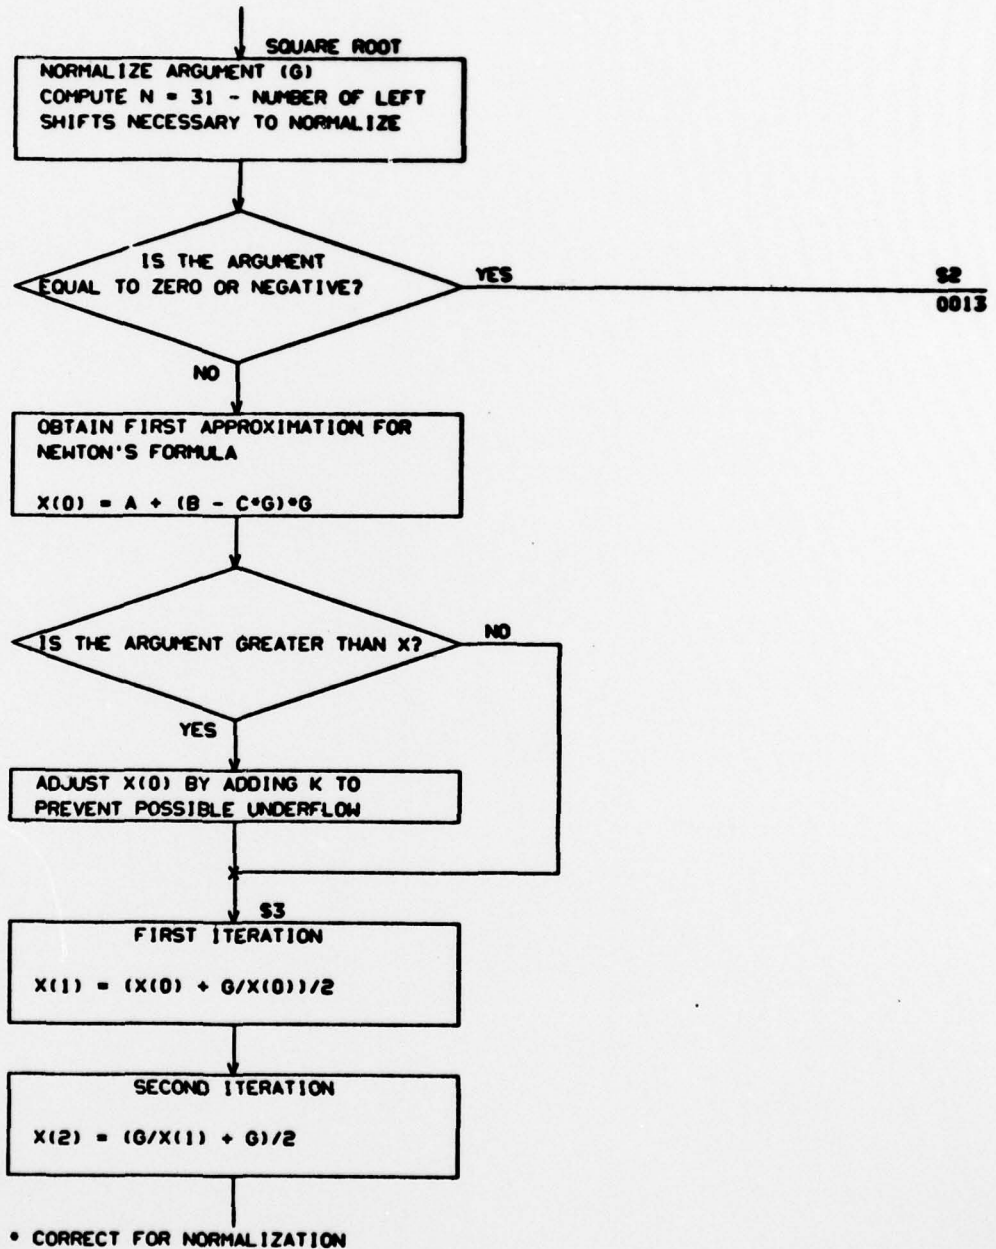 SQUARE ROOT
NORMALIZE ARGUMENT (G)
COMPUTE N = 31 - NUMBER OF LEFT
SHIFTS NECESSARY TO NORMALIZE
IS THE ARGUMENT
EQUAL TO ZERO OR NEGATIVE?
YES
S2
0013
NO
OBTAIN FIRST APPROXIMATION FOR
NEWTON'S FORMULA
X(0) = A + (B - C*G)*G
IS THE ARGUMENT GREATER THAN X?
NO
YES
ADJUST X(0) BY ADDING K TO
PREVENT POSSIBLE UNDERFLOW
X
S3
FIRST ITERATION
X(1) = (X(0) + G/X(0))/2
SECOND ITERATION
X(2) = (G/X(1) + G)/2
* CORRECT FOR NORMALIZATION